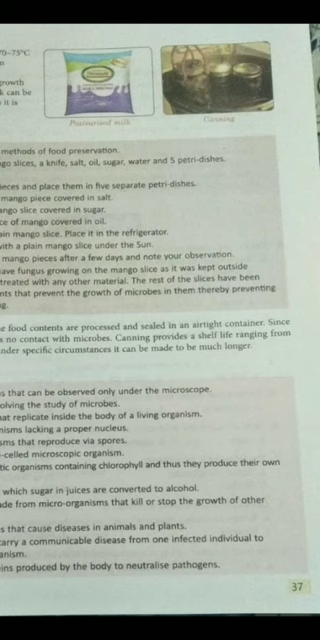 70-75°C
growth
k can be
it is
Pasteurised milk
Canning
methods of food preservation.
go slices, a knife, salt, oil, sugar, water and 5 petri-dishes.
ieces and place them in five separate petri-dishes.
mango piece covered in salt.
ango slice covered in sugar.
ce of mango covered in oil.
ain mango slice. Place it in the refrigerator.
with a plain mango slice under the Sun.
mango pieces after a few days and note your observation.
ave fungus growing on the mango slice as it was kept outside
treated with any other material. The rest of the slices have been
nts that prevent the growth of microbes in them thereby preventing
g.
e food contents are processed and sealed in an airtight container. Since
s no contact with microbes. Canning provides a shelf life ranging from
nder specific circumstances it can be made to be much longer.
s that can be observed only under the microscope.
olving the study of microbes.
hat replicate inside the body of a living organism.
nisms lacking a proper nucleus.
sms that reproduce via spores.
-celled microscopic organism.
tic organisms containing chlorophyll and thus they produce their own
which sugar in juices are converted to alcohol.
ade from micro-organisms that kill or stop the growth of other
s that cause diseases in animals and plants.
carry a communicable disease from one infected individual to
anism.
eins produced by the body to neutralise pathogens.
37